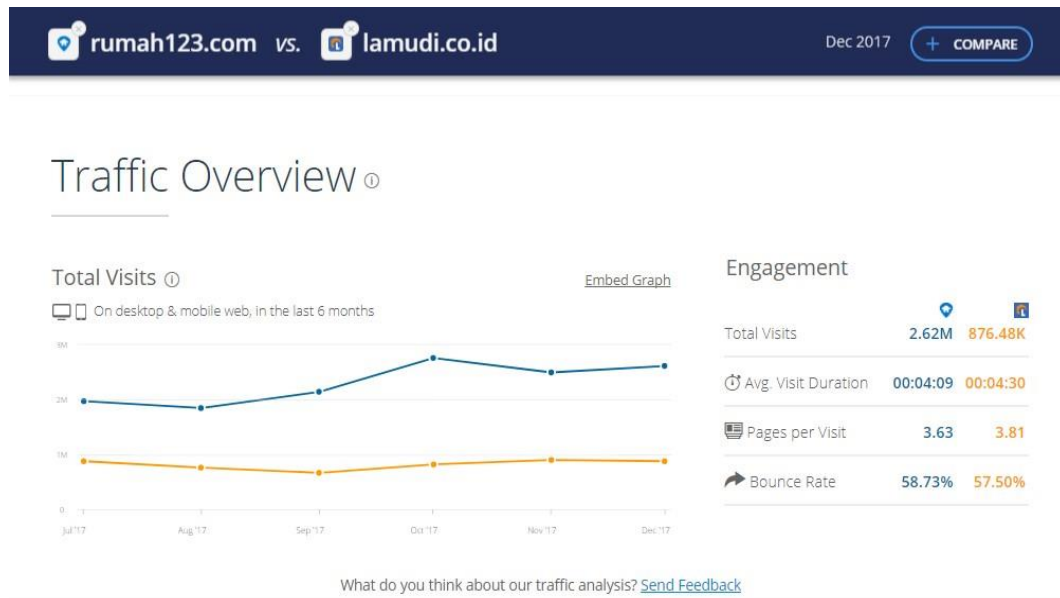 rumah123.com vs. lamudi.co.id
Dec 2017
+ COMPARE
Traffic Overview
Total Visits
Embed Graph
On desktop & mobile web, in the last 6 months
3M
2M
1M
0
Jul'17 Aug'17 Sep'17 Oct'17 Nov'17 Dec'17
Engagement
Total Visits 2.62M 876.48K
Avg. Visit Duration 00:04:09 00:04:30
Pages per Visit 3.63 3.81
Bounce Rate 58.73% 57.50%
What do you think about our traffic analysis? Send Feedback